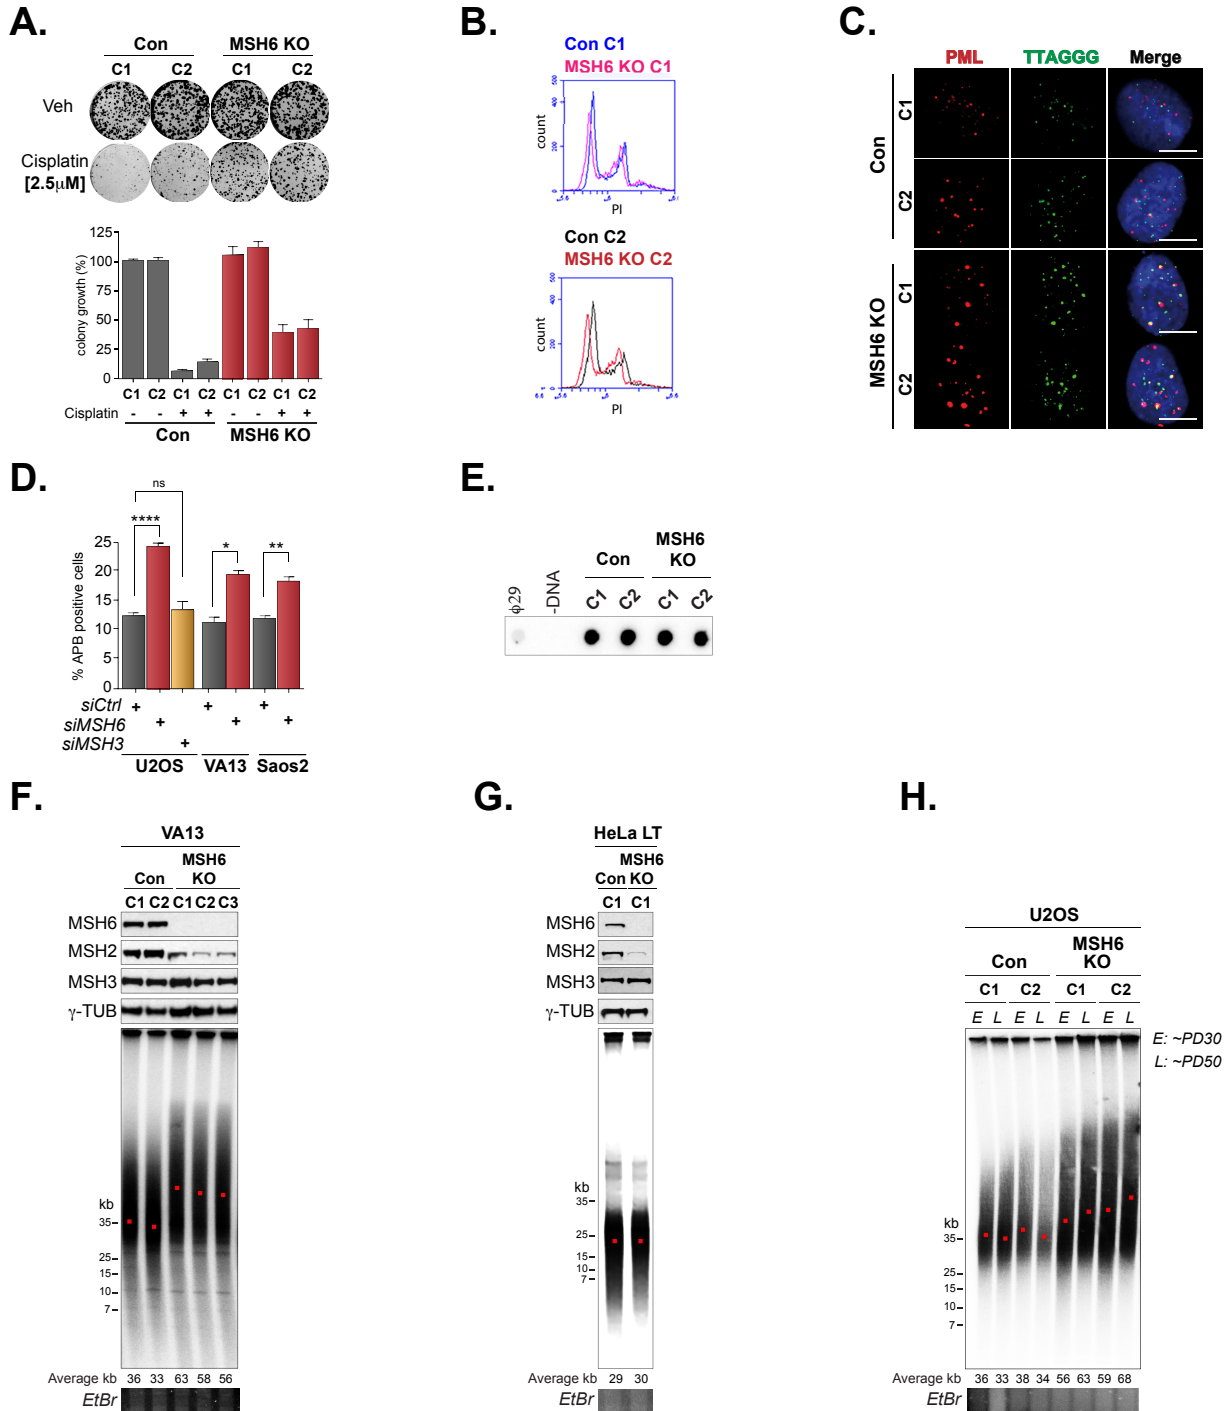 A.
Con MSH6 KO
C1 C2 C1 C2
Veh
Cisplatin
[2.5µM]
colony growth (%)
125
100
75
50
25
0
C1 C2 C1 C2 C1 C2 C1 C2
Cisplatin - - + + - - + +
Con MSH6 KO
B.
Con C1
MSH6 KO C1
count
PI
Con C2
MSH6 KO C2
count
PI
C.
PML TTAGGG Merge
Con
C1
C2
MSH6 KO
C1
C2
D.
ns
**** * **
% APB positive cells
25
20
15
10
5
0
siCtrl + + +
siMSH6 + + +
siMSH3 +
U2OS VA13 Saos2
E.
MSH6
KO
Con
φ29 -DNA C1 C2 C1 C2
F.
VA13
MSH6
KO
Con
C1 C2 C1 C2 C3
MSH6
MSH2
MSH3
γ-TUB
kb
35
25
15
10
7
Average kb 36 33 63 58 56
EtBr
G.
HeLa LT
MSH6
Con KO
C1 C1
MSH6
MSH2
MSH3
γ-TUB
kb
35
25
15
10
7
Average kb 29 30
EtBr
H.
U2OS
MSH6
KO
Con
C1 C2 C1 C2
E L E L E L E L
E: ~PD30
L: ~PD50
kb
35
25
15
10
7
Average kb 36 33 38 34 56 63 59 68
EtBr